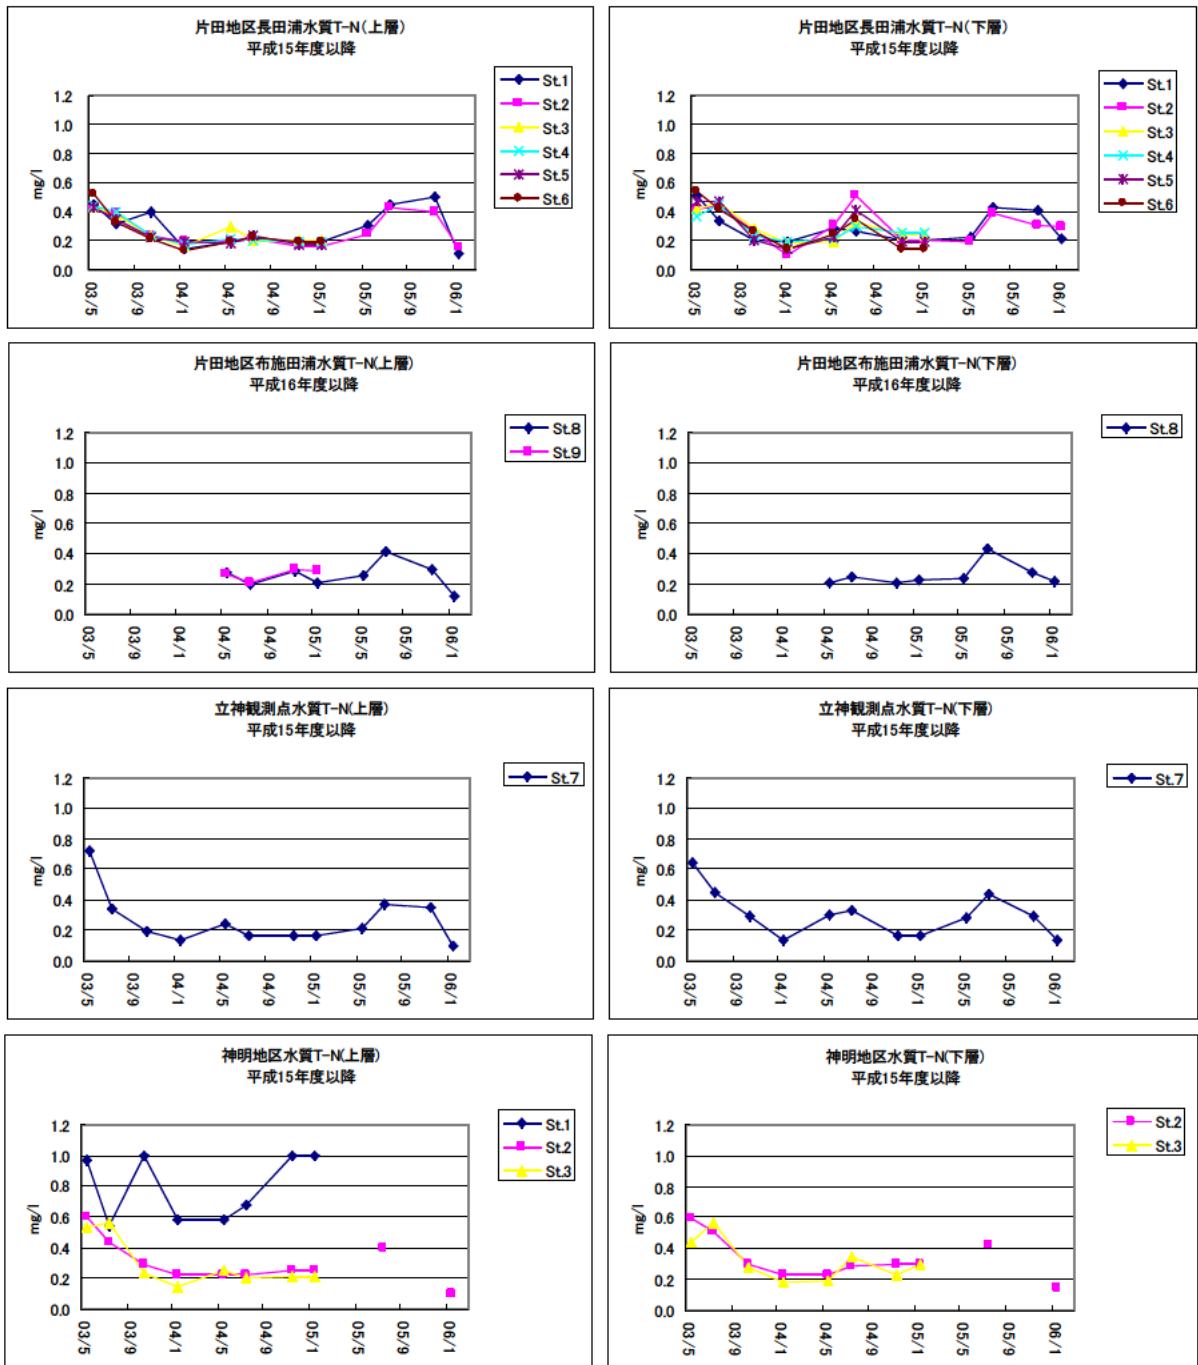 片田地区長田浦水質T-N(上層)
平成15年度以降
St.1
St.2
St.3
St.4
St.5
St.6
mg/l
1.2
1.0
0.8
0.6
0.4
0.2
0.0
03/5
03/9
04/1
04/5
04/9
05/1
05/5
05/9
06/1
片田地区長田浦水質T-N(下層)
平成15年度以降
St.1
St.2
St.3
St.4
St.5
St.6
mg/l
1.2
1.0
0.8
0.6
0.4
0.2
0.0
03/5
03/9
04/1
04/5
04/9
05/1
05/5
05/9
06/1
片田地区布施田浦水質T-N(上層)
平成16年度以降
St.8
St.9
mg/l
1.2
1.0
0.8
0.6
0.4
0.2
0.0
03/5
03/9
04/1
04/5
04/9
05/1
05/5
05/9
06/1
片田地区布施田浦水質T-N(下層)
平成16年度以降
St.8
mg/l
1.2
1.0
0.8
0.6
0.4
0.2
0.0
03/5
03/9
04/1
04/5
04/9
05/1
05/5
05/9
06/1
立神観測点水質T-N(上層)
平成15年度以降
St.7
mg/l
1.2
1.0
0.8
0.6
0.4
0.2
0.0
03/5
03/9
04/1
04/5
04/9
05/1
05/5
05/9
06/1
立神観測点水質T-N(下層)
平成15年度以降
St.7
mg/l
1.2
1.0
0.8
0.6
0.4
0.2
0.0
03/5
03/9
04/1
04/5
04/9
05/1
05/5
05/9
06/1
神明地区水質T-N(上層)
平成15年度以降
St.1
St.2
St.3
mg/l
1.2
1.0
0.8
0.6
0.4
0.2
0.0
03/5
03/9
04/1
04/5
04/9
05/1
05/5
05/9
06/1
神明地区水質T-N(下層)
平成15年度以降
St.2
St.3
mg/l
1.2
1.0
0.8
0.6
0.4
0.2
0.0
03/5
03/9
04/1
04/5
04/9
05/1
05/5
05/9
06/1